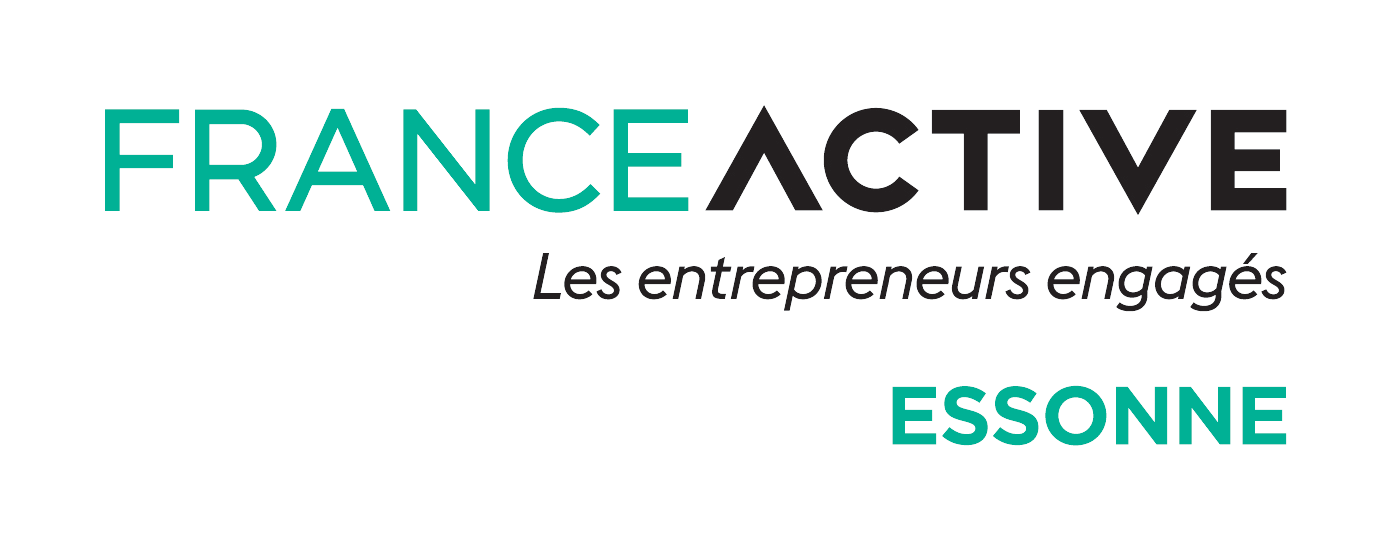 FRANCE ACTIVE
Les entrepreneurs engagés
ESSONNE